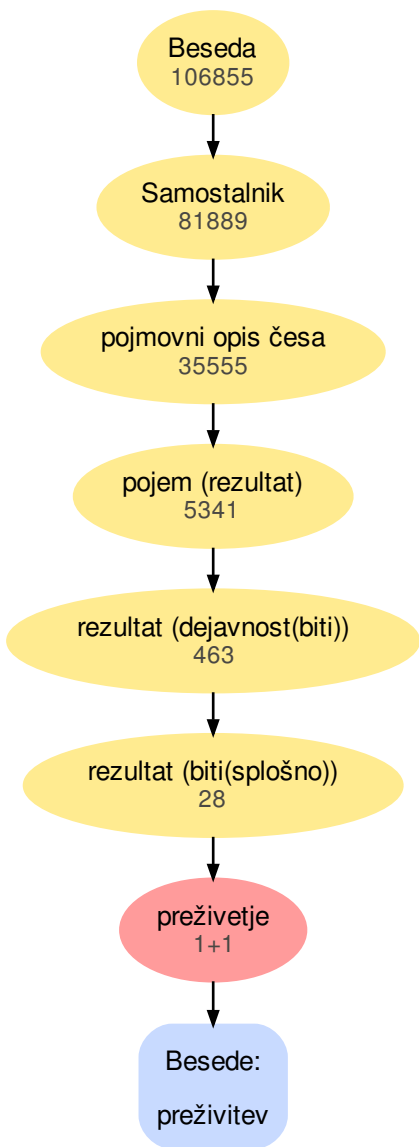 Beseda
106855
Samostalnik
81889
pojmovni opis česa
35555
pojem (rezultat)
5341
rezultat (dejavnost(biti))
463
rezultat (biti(splošno))
28
preživetje
1+1
Besede:
preživitev